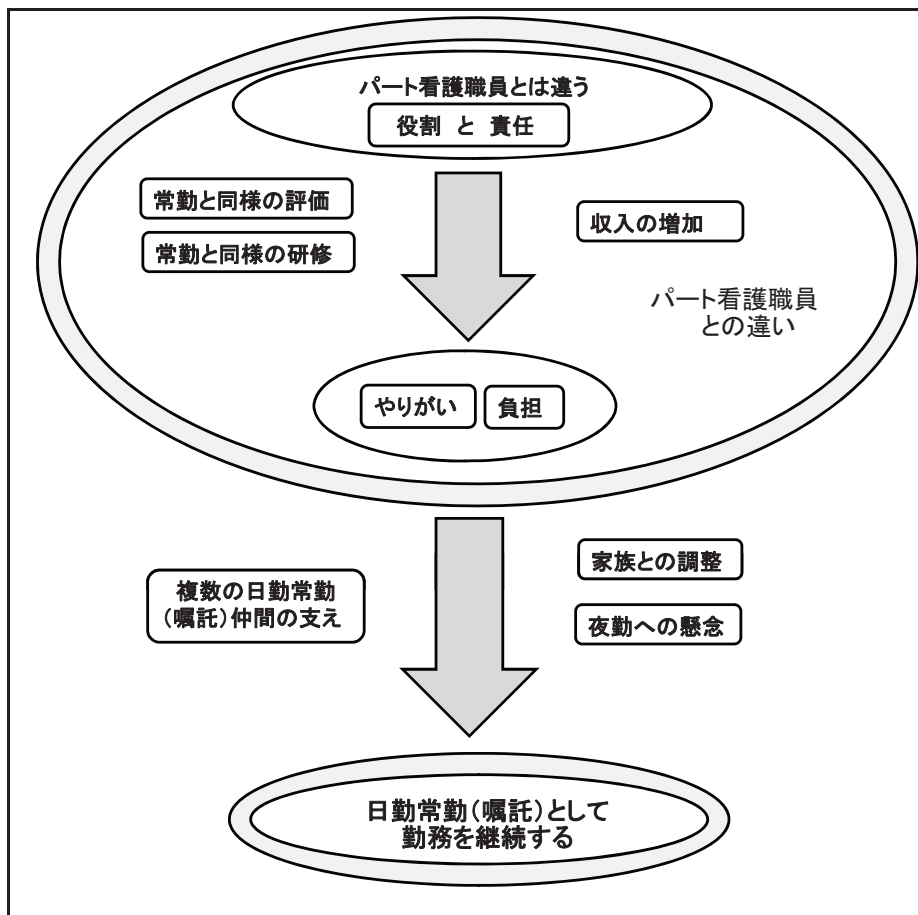 パート看護職員とは違う
役割 と 責任
常勤と同様の評価
常勤と同様の研修
収入の増加
パート看護職員
との違い
やりがい
負担
複数の日勤常勤
(嘱託)仲間の支え
家族との調整
夜勤への懸念
日勤常勤(嘱託)として
勤務を継続する